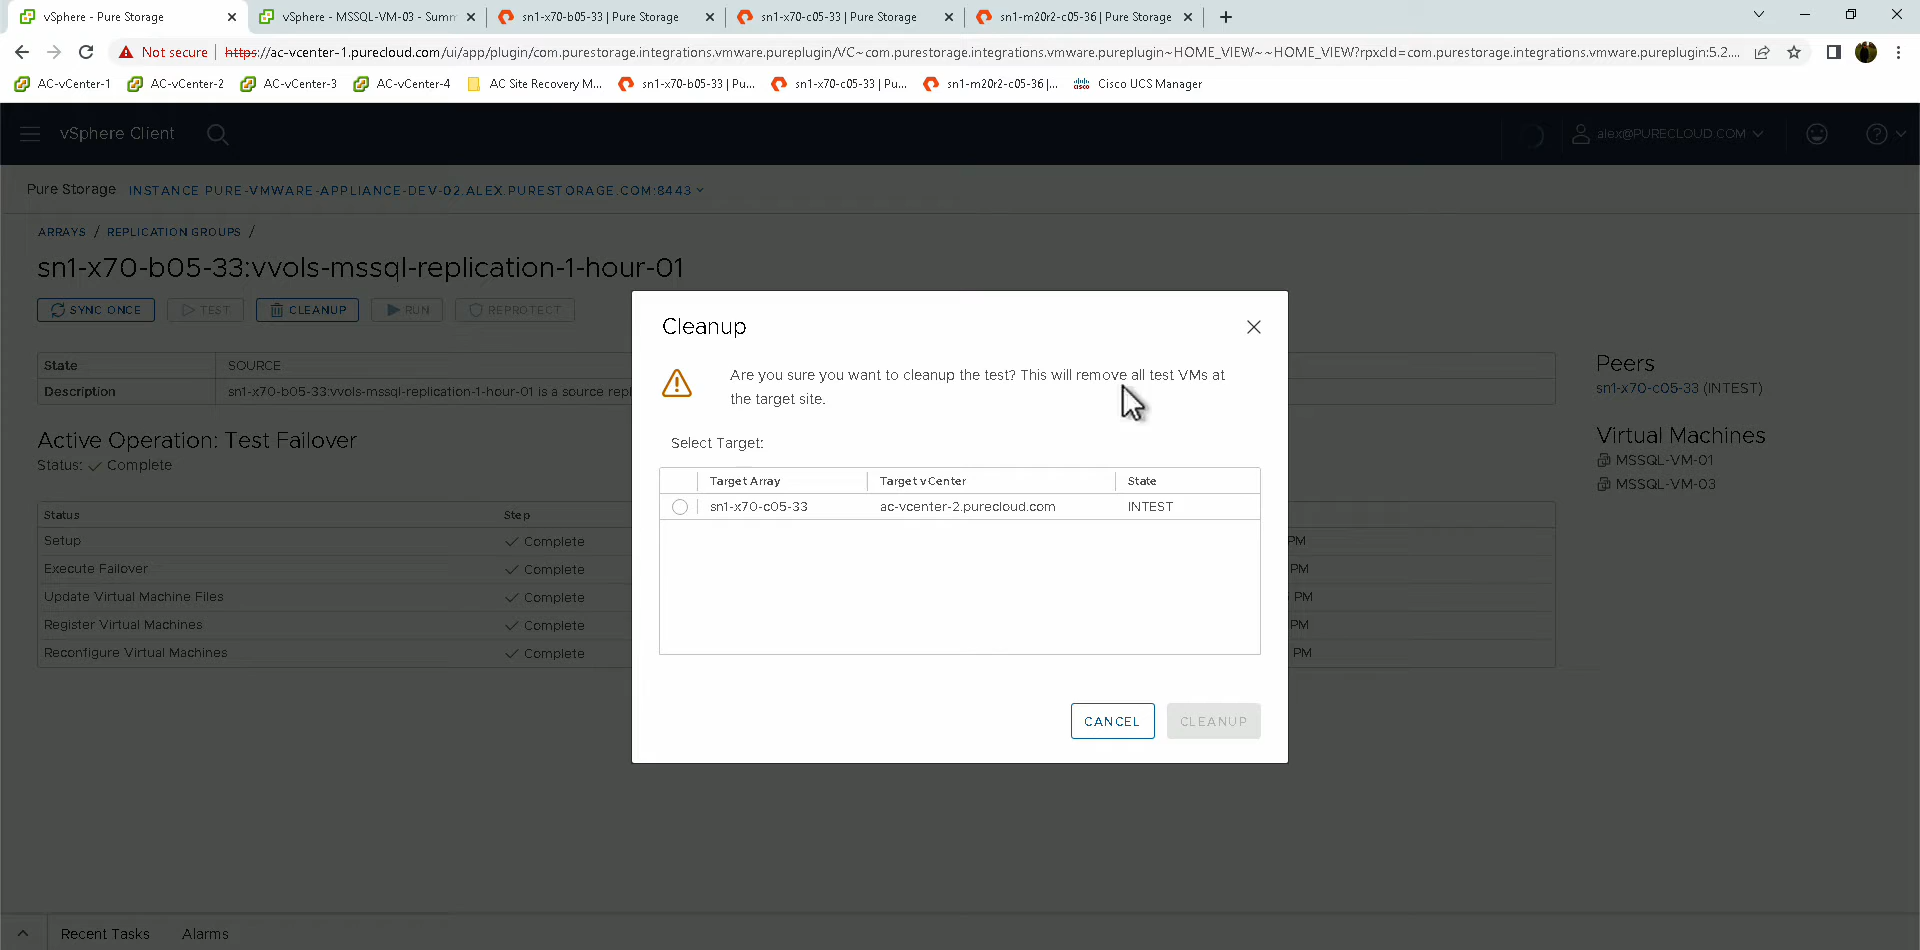 vSphere - Pure Storage
vSphere - MSSQL-VM-03 - Summ
sn1-x70-b05-33 | Pure Storage
sn1-x70-c05-33 | Pure Storage
sn1-m20r2-c05-36 | Pure Storage
Not secure
https://ac-vcenter-1.purecloud.com/ui/app/plugin/com.purestorage.integrations.vmware.pureplugin/VC~com.purestorage.integrations.vmware.pureplugin~HOME_VIEW~~HOME_VIEW?rpxcId=com.purestorage.integrations.vmware.pureplugin:5.2....
AC-vCenter-1
AC-vCenter-2
AC-vCenter-3
AC-vCenter-4
AC Site Recovery M...
sn1-x70-b05-33 | Pu...
sn1-x70-c05-33 | Pu...
sn1-m20r2-c05-36 |...
Cisco UCS Manager
vSphere Client
alex@PURECLOUD.COM
Pure Storage
INSTANCE PURE-VMWARE-APPLIANCE-DEV-02.ALEX.PURESTORAGE.COM:8443
ARRAYS / REPLICATION GROUPS /
sn1-x70-b05-33:vvols-mssql-replication-1-hour-01
SYNC ONCE
TEST
CLEANUP
RUN
REPROTECT
State SOURCE
Description sn1-x70-b05-33:vvols-mssql-replication-1-hour-01 is a source repl
Active Operation: Test Failover
Status: Complete
Status Step
Setup Complete PM
Execute Failover Complete PM
Update Virtual Machine Files Complete PM
Register Virtual Machines Complete PM
Reconfigure Virtual Machines Complete PM
Cleanup
Are you sure you want to cleanup the test? This will remove all test VMs at
the target site.
Select Target:
Target Array Target vCenter State
sn1-x70-c05-33 ac-vcenter-2.purecloud.com INTEST
CANCEL
CLEANUP
Peers
sn1-x70-c05-33 (INTEST)
Virtual Machines
MSSQL-VM-01
MSSQL-VM-03
Recent Tasks
Alarms